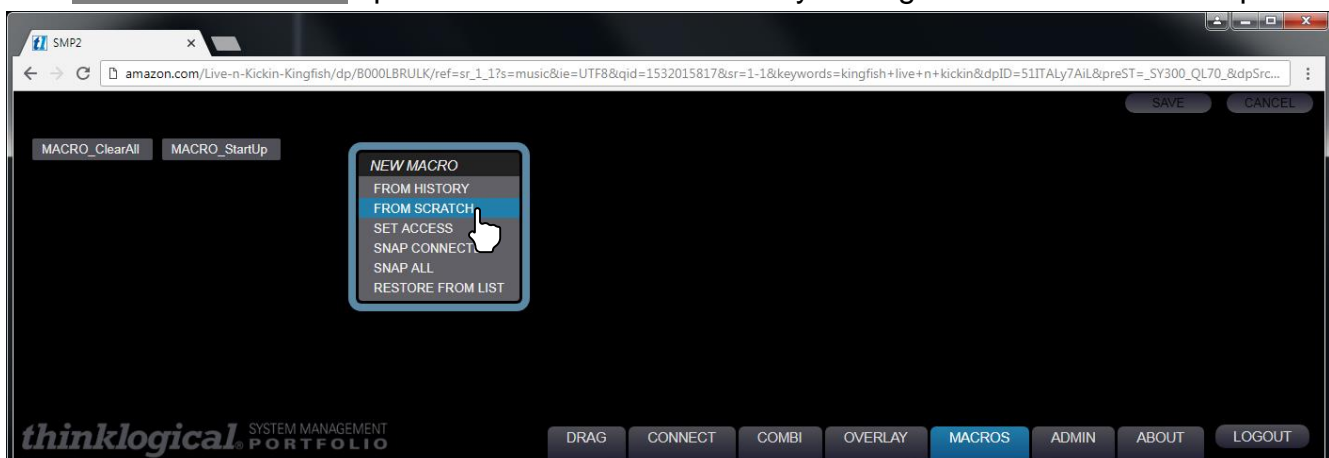 SMP2
amazon.com/Live-n-Kickin-Kingfish/dp/B000LBRULK/ref=sr_1_1?s=music&ie=UTF8&qid=1532015817&sr=1-1&keywords=kingfish+live+n+kickin&dpID=51ITALy7AiL&preST=_SY300_QL70_&dpSrc...
SAVE CANCEL
MACRO_ClearAll MACRO_StartUp
NEW MACRO
FROM HISTORY
FROM SCRATCH
SET ACCESS
SNAP CONNECT
SNAP ALL
RESTORE FROM LIST
thinklogical® SYSTEM MANAGEMENT
PORTFOLIO
DRAG CONNECT COMBI OVERLAY MACROS ADMIN ABOUT LOGOUT